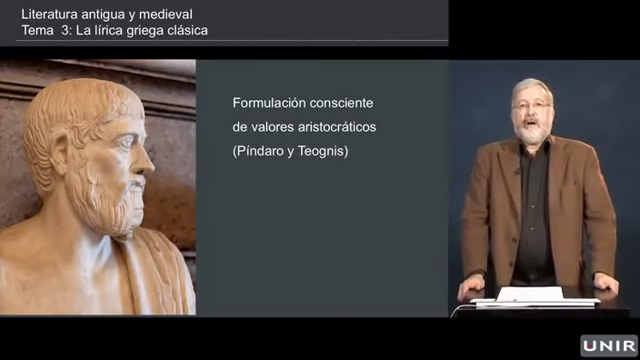 Literatura antigua y medieval
Tema 3: La lírica griega clásica
Formulación consciente
de valores aristocráticos
(Píndaro y Teognis)
UNIR